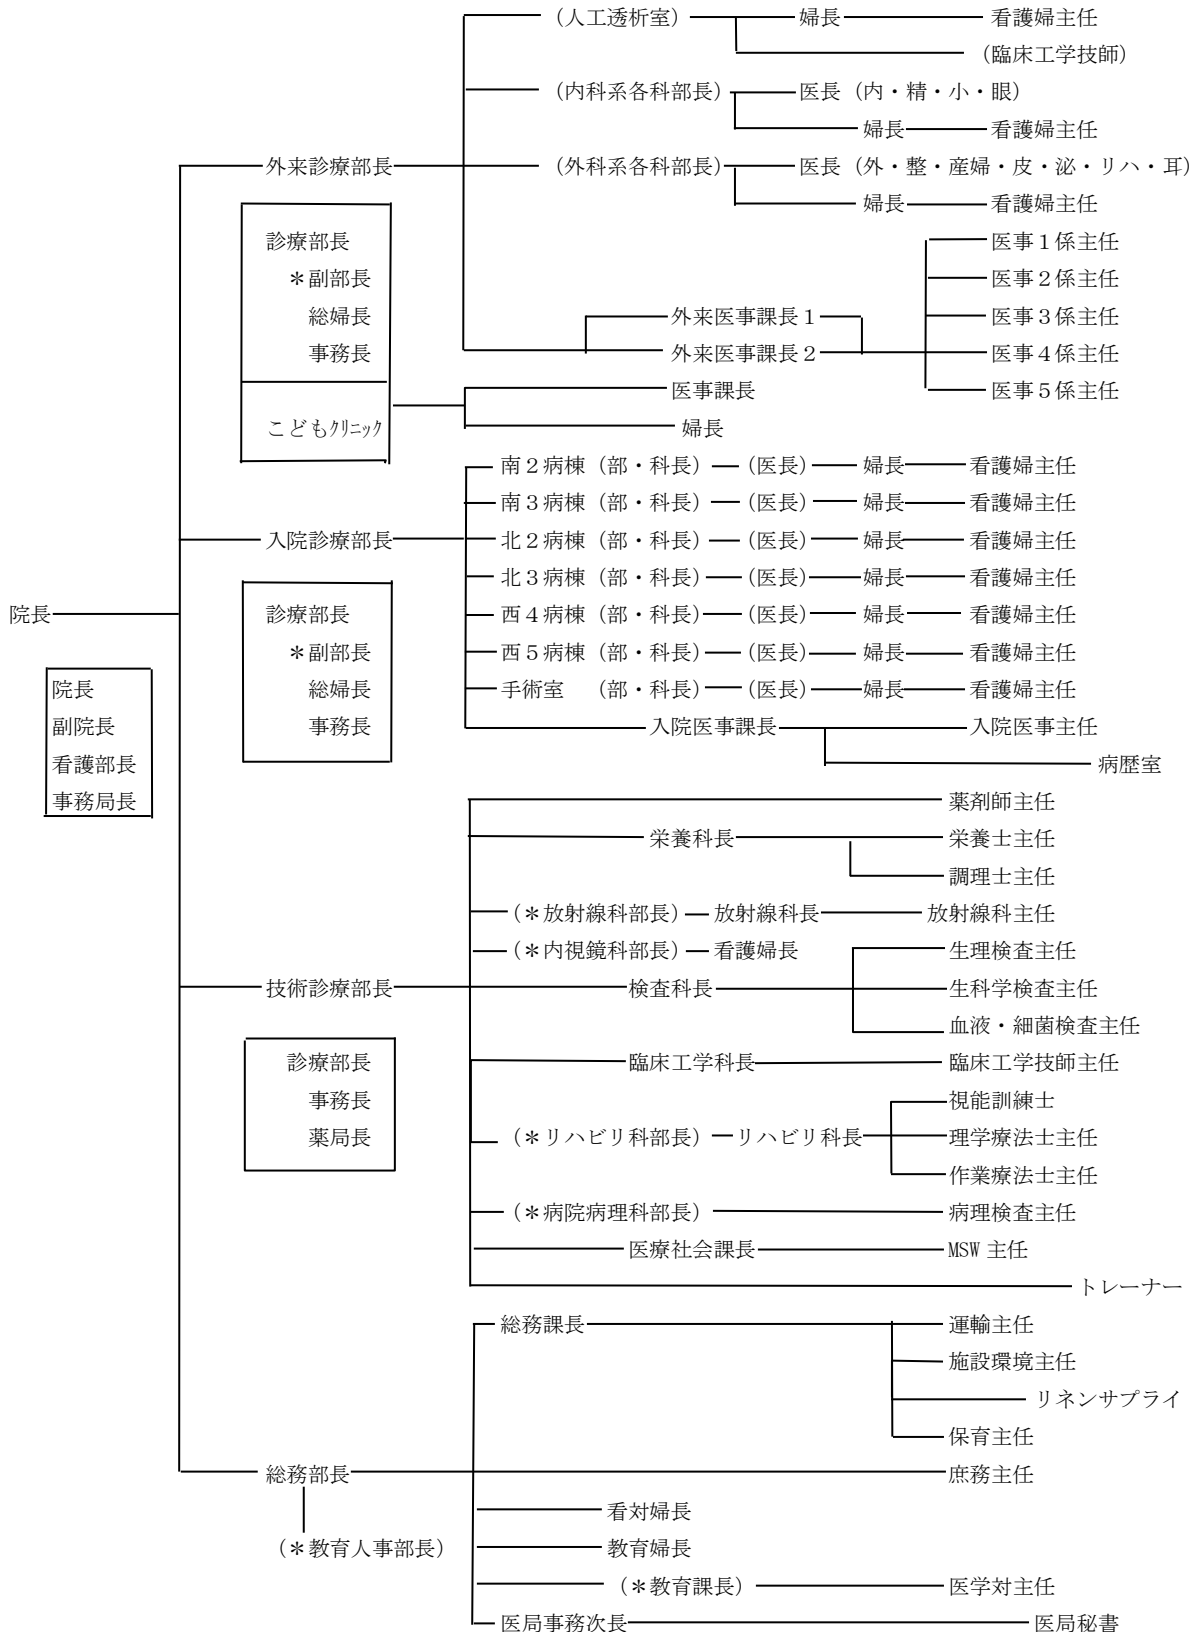 (人工透析室) 婦長 看護婦主任
(臨床工学技師)
(内科系各科部長) 医長 (内・精・小・眼)
婦長 看護婦主任
外来診療部長 (外科系各科部長) 医長 (外・整・産婦・皮・泌・リハ・耳)
婦長 看護婦主任
診療部長 医事1係主任
*副部長 医事2係主任
総婦長 外来医事課長1 医事3係主任
事務長 外来医事課長2 医事4係主任
医事課長 医事5係主任
こどもクリニック 婦長
南2病棟 (部・科長) (医長) 婦長 看護婦主任
南3病棟 (部・科長) (医長) 婦長 看護婦主任
入院診療部長 北2病棟 (部・科長) (医長) 婦長 看護婦主任
北3病棟 (部・科長) (医長) 婦長 看護婦主任
院長 診療部長 西4病棟 (部・科長) (医長) 婦長 看護婦主任
*副部長 西5病棟 (部・科長) (医長) 婦長 看護婦主任
院長 総婦長 手術室 (部・科長) (医長) 婦長 看護婦主任
副院長 事務長 入院医事課長 入院医事主任
看護部長 病歴室
事務局長 薬剤師主任
栄養科長 栄養士主任
調理士主任
(*放射線科部長) 放射線科長 放射線科主任
(*内視鏡科部長) 看護婦長 生理検査主任
技術診療部長 検査科長 生科学検査主任
血液・細菌検査主任
診療部長 臨床工学科長 臨床工学技師主任
事務長 視能訓練士
薬局長 (*リハビリ科部長) リハビリ科長 理学療法士主任
作業療法士主任
(*病院病理科部長) 病理検査主任
医療社会課長 MSW 主任
トレーナー
総務課長 運輸主任
施設環境主任
リネンサプライ
保育主任
総務部長 庶務主任
看対婦長
(*教育人事部長) 教育婦長
(*教育課長) 医学対主任
医局事務次長 医局秘書